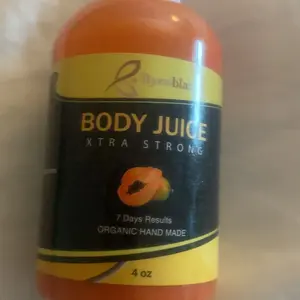 BODY JUICE
XTRA STRONG
7 Days Results
ORGANIC HAND MADE
4 oz